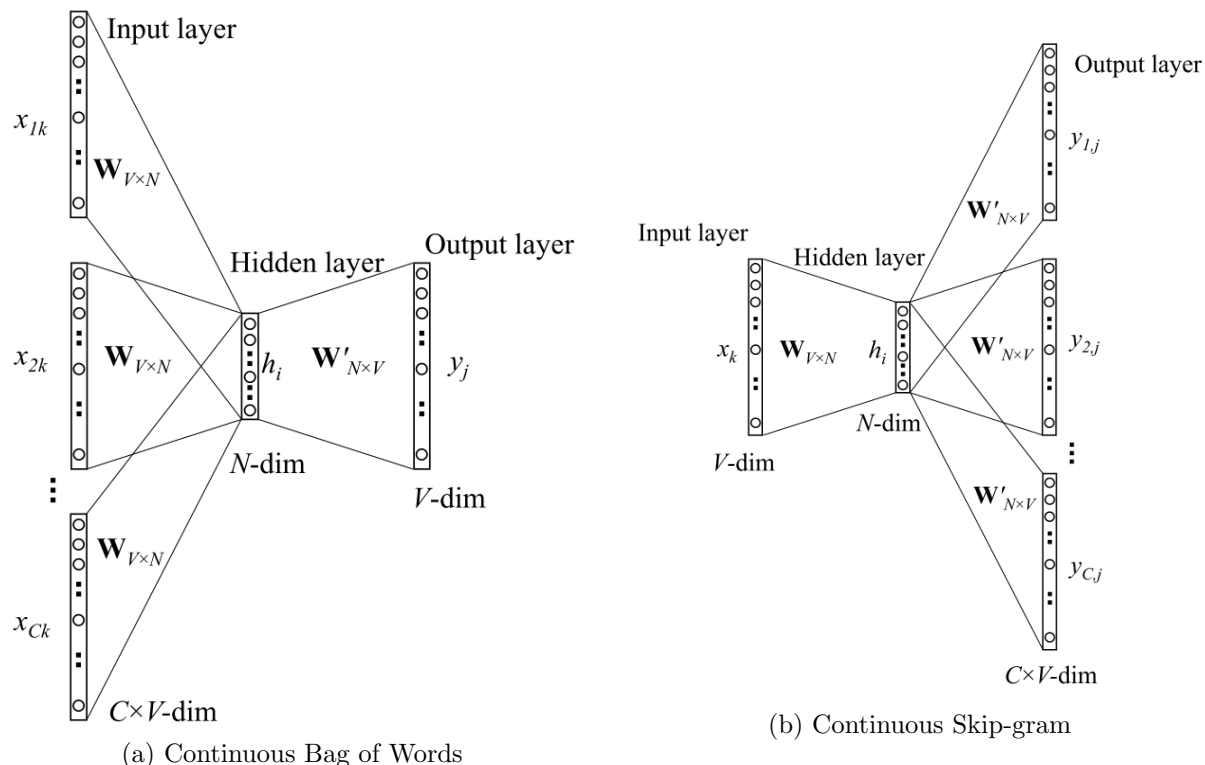 Input layer
x1k
WV×N
Hidden layer
Output layer
x2k
WV×N
hi
W'N×V
yj
N-dim
V-dim
...
WV×N
xCk
C×V-dim
(a) Continuous Bag of Words
Output layer
y1,j
W'N×V
Input layer
Hidden layer
xk
WV×N
hi
W'N×V
y2,j
N-dim
V-dim
...
W'N×V
yC,j
C×V-dim
(b) Continuous Skip-gram